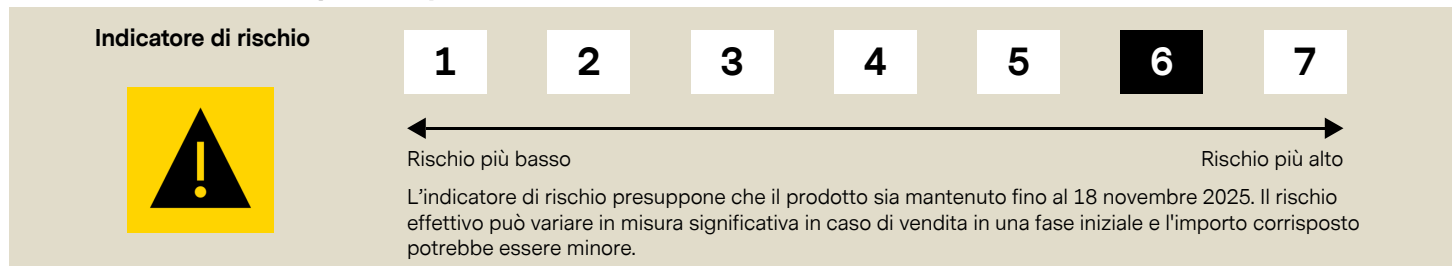 Indicatore di rischio
1 2 3 4 5 6 7
Rischio più basso Rischio più alto
L’indicatore di rischio presuppone che il prodotto sia mantenuto fino al 18 novembre 2025. Il rischio
effettivo può variare in misura significativa in caso di vendita in una fase iniziale e l'importo corrisposto
potrebbe essere minore.